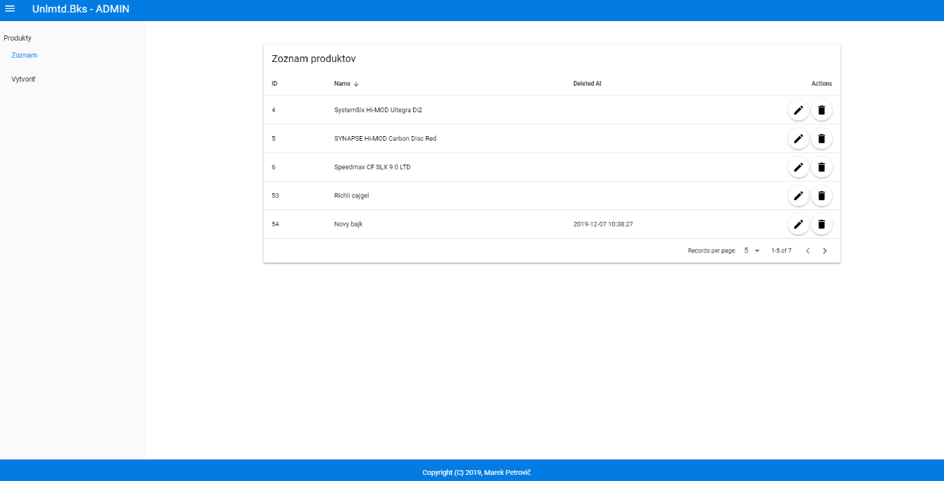 Unlmtd.Bks - ADMIN
Produkty
Zoznam
Vytvoriť
Zoznam produktov
ID Name Deleted At Actions
4 SystemSix Hi-MOD Ultegra Di2
5 SYNAPSE Hi-MOD Carbon Disc Red
6 Speedmax CF SLX 9.0 LTD
53 Richli cajgel
54 Novy bajk 2019-12-07 10:38:27
Records per page: 5 1-5 of 7
Copyright (C) 2019, Marek Petrovič